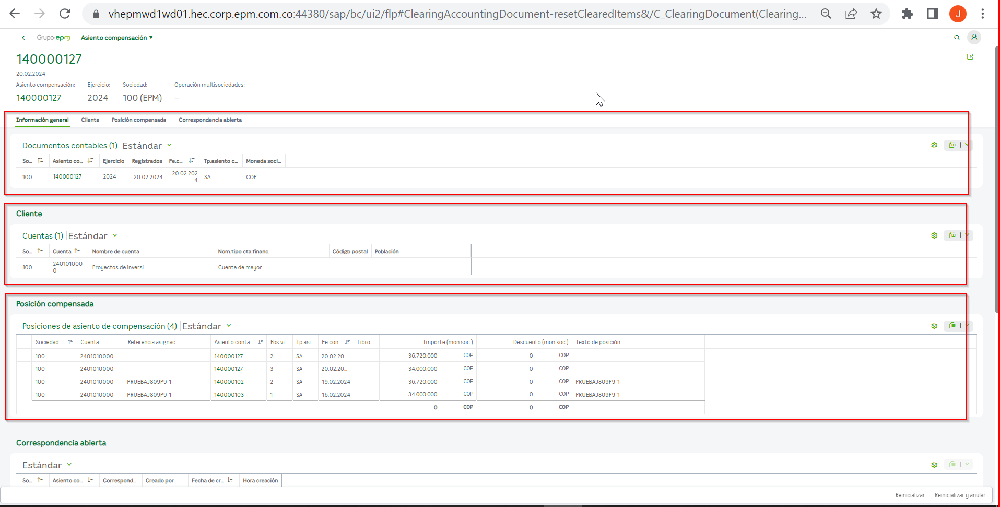 vhepmwd1wd01.hec.corp.epm.com.co:44380/sap/bc/ui2/flp#ClearingAccountingDocument-resetClearedItems&/C_ClearingDocument(Clearing...
J
Grupo·epm Asiento compensación
140000127
20.02.2024
Asiento compensación: Ejercicio: Sociedad: Operación multisociedades:
140000127 2024 100 (EPM) –
Información general Cliente Posición compensada Correspondencia abierta
Documentos contables (1) Estándar
So... Asiento co... Ejercicio Registrados Fe.c... Tp.asiento c... Moneda soci...
100 140000127 2024 20.02.2024 20.02.202 SA COP
4
Cliente
Cuentas (1) Estándar
So... Cuenta Nombre de cuenta Nom.tipo cta.financ. Código postal Población
100 240101000 Proyectos de inversi Cuenta de mayor
0
Posición compensada
Posiciones de asiento de compensación (4) Estándar
Sociedad Cuenta Referencia asignac. Asiento conta... Pos.vi... Tp.asi... Fe.con... Libro ... Importe (mon.soc.) Descuento (mon.soc.) Texto de posición
100 2401010000 140000127 2 SA 20.02.20... 36.720.000 COP 0 COP
100 2401010000 140000127 3 SA 20.02.20... -34.000.000 COP 0 COP
100 2401010000 PRUEBAJ809P9-1 140000102 2 SA 19.02.2024 -36.720.000 COP 0 COP PRUEBAJ809P9-1
100 2401010000 PRUEBAJ809P9-1 140000103 1 SA 16.02.2024 34.000.000 COP 0 COP PRUEBAJ809P9-1
0 COP 0 COP
Correspondencia abierta
Estándar
So... Asiento co... Correspond... Creado por Fecha de cr... Hora creación
Reinicializar Reinicializar y anular